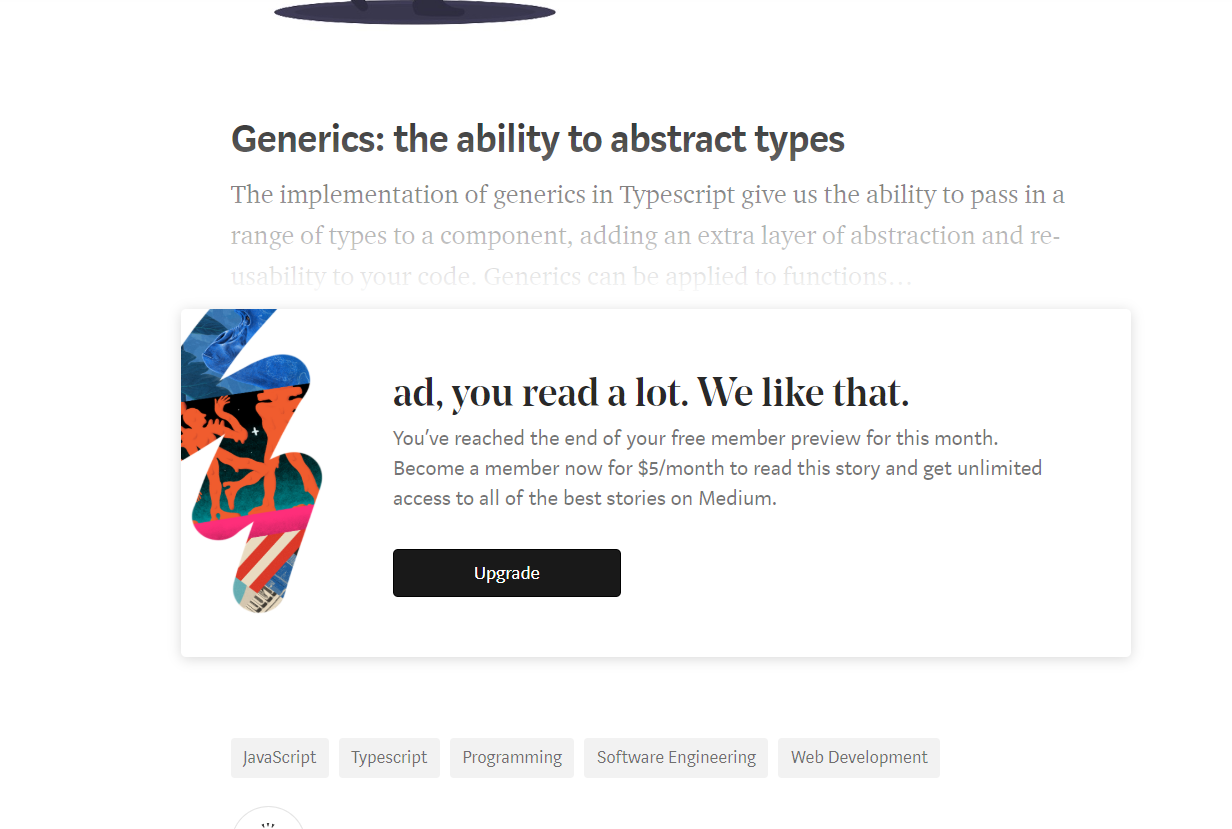 Generics: the ability to abstract types
The implementation of generics in Typescript give us the ability to pass in a
range of types to a component, adding an extra layer of abstraction and re-
usability to your code. Generics can be applied to functions…
ad, you read a lot. We like that.
You’ve reached the end of your free member preview for this month.
Become a member now for $5/month to read this story and get unlimited
access to all of the best stories on Medium.
Upgrade
JavaScript
Typescript
Programming
Software Engineering
Web Development